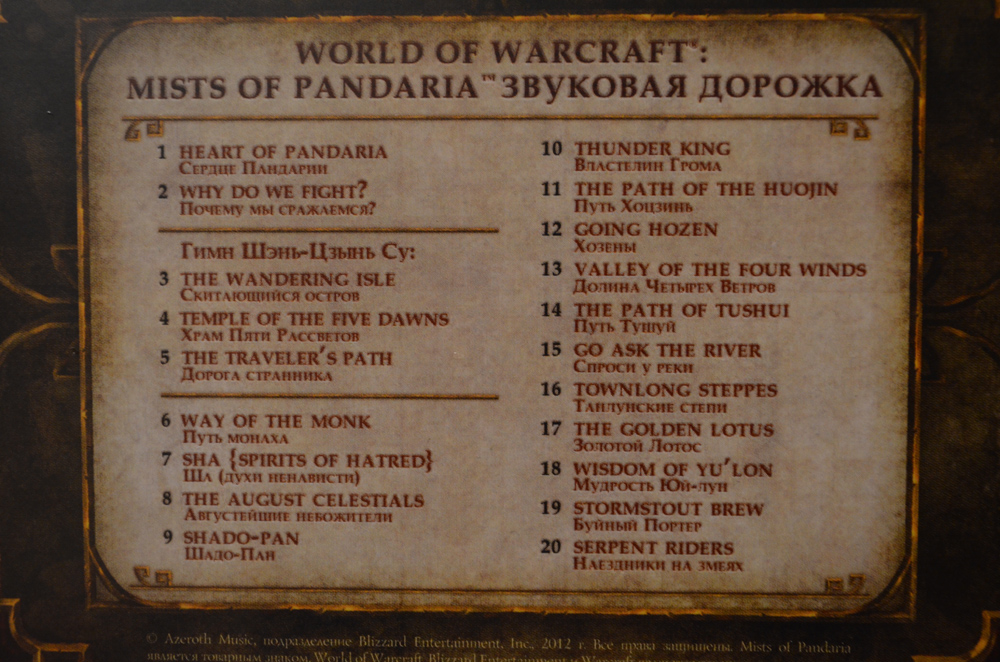 WORLD OF WARCRAFT®:
MISTS OF PANDARIA™ ЗВУКОВАЯ ДОРОЖКА
1 HEART OF PANDARIA
Сердце Пандарии
2 WHY DO WE FIGHT?
Почему мы сражаемся?
Гимн Шэнь-Цзынь Су:
3 THE WANDERING ISLE
Скитающийся остров
4 TEMPLE OF THE FIVE DAWNS
Храм Пяти Рассветов
5 THE TRAVELER'S PATH
Дорога странника
6 WAY OF THE MONK
Путь монаха
7 SHA {SPIRITS OF HATRED}
Ша (духи ненависти)
8 THE AUGUST CELESTIALS
Августейшие небожители
9 SHADO-PAN
Шадо-Пан
10 THUNDER KING
Властелин Грома
11 THE PATH OF THE HUOJIN
Путь Хоцзинь
12 GOING HOZEN
Хозены
13 VALLEY OF THE FOUR WINDS
Долина Четырех Ветров
14 THE PATH OF TUSHUI
Путь Тушуй
15 GO ASK THE RIVER
Спроси у реки
16 TOWNLONG STEPPES
Танлунские степи
17 THE GOLDEN LOTUS
Золотой Лотос
18 WISDOM OF YU'LON
Мудрость Юй-лун
19 STORMSTOUT BREW
Буйный Портер
20 SERPENT RIDERS
Наездники на змеях
© Azeroth Music, подразделение Blizzard Entertainment, Inc., 2012 г. Все права защищены. Mists of Pandaria
является товарным знаком, World of Warcraft, Blizzard Entertainment и